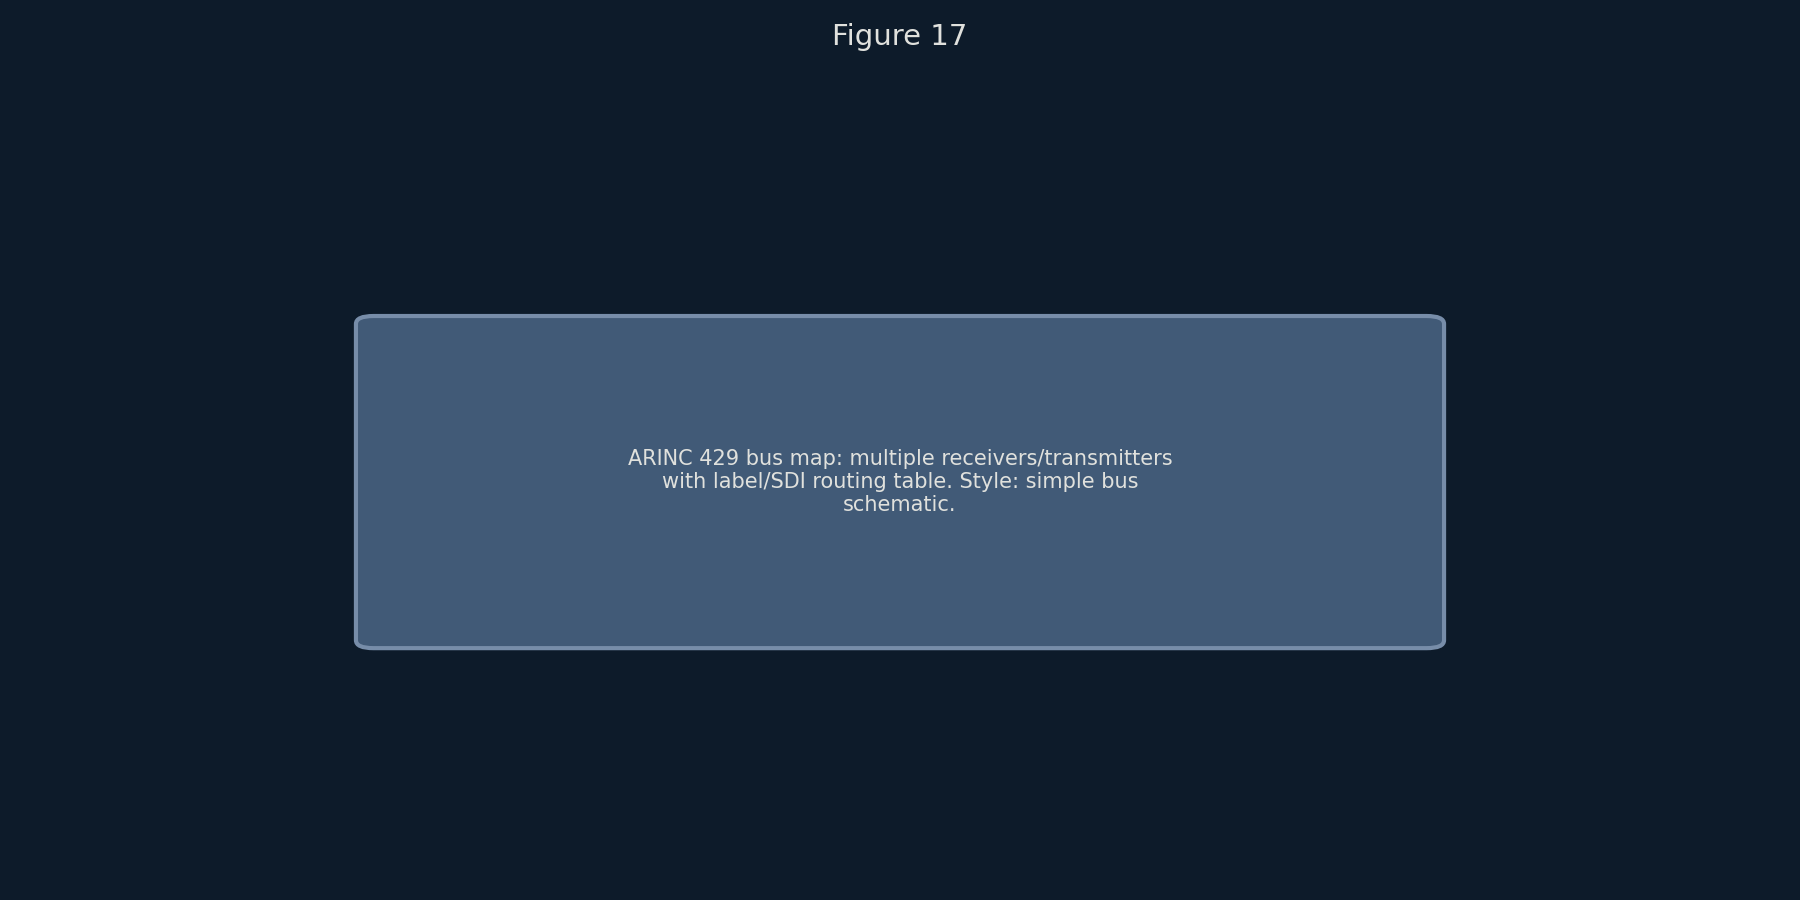 Figure 17
ARINC 429 bus map: multiple receivers/transmitters
with label/SDI routing table. Style: simple bus
schematic.